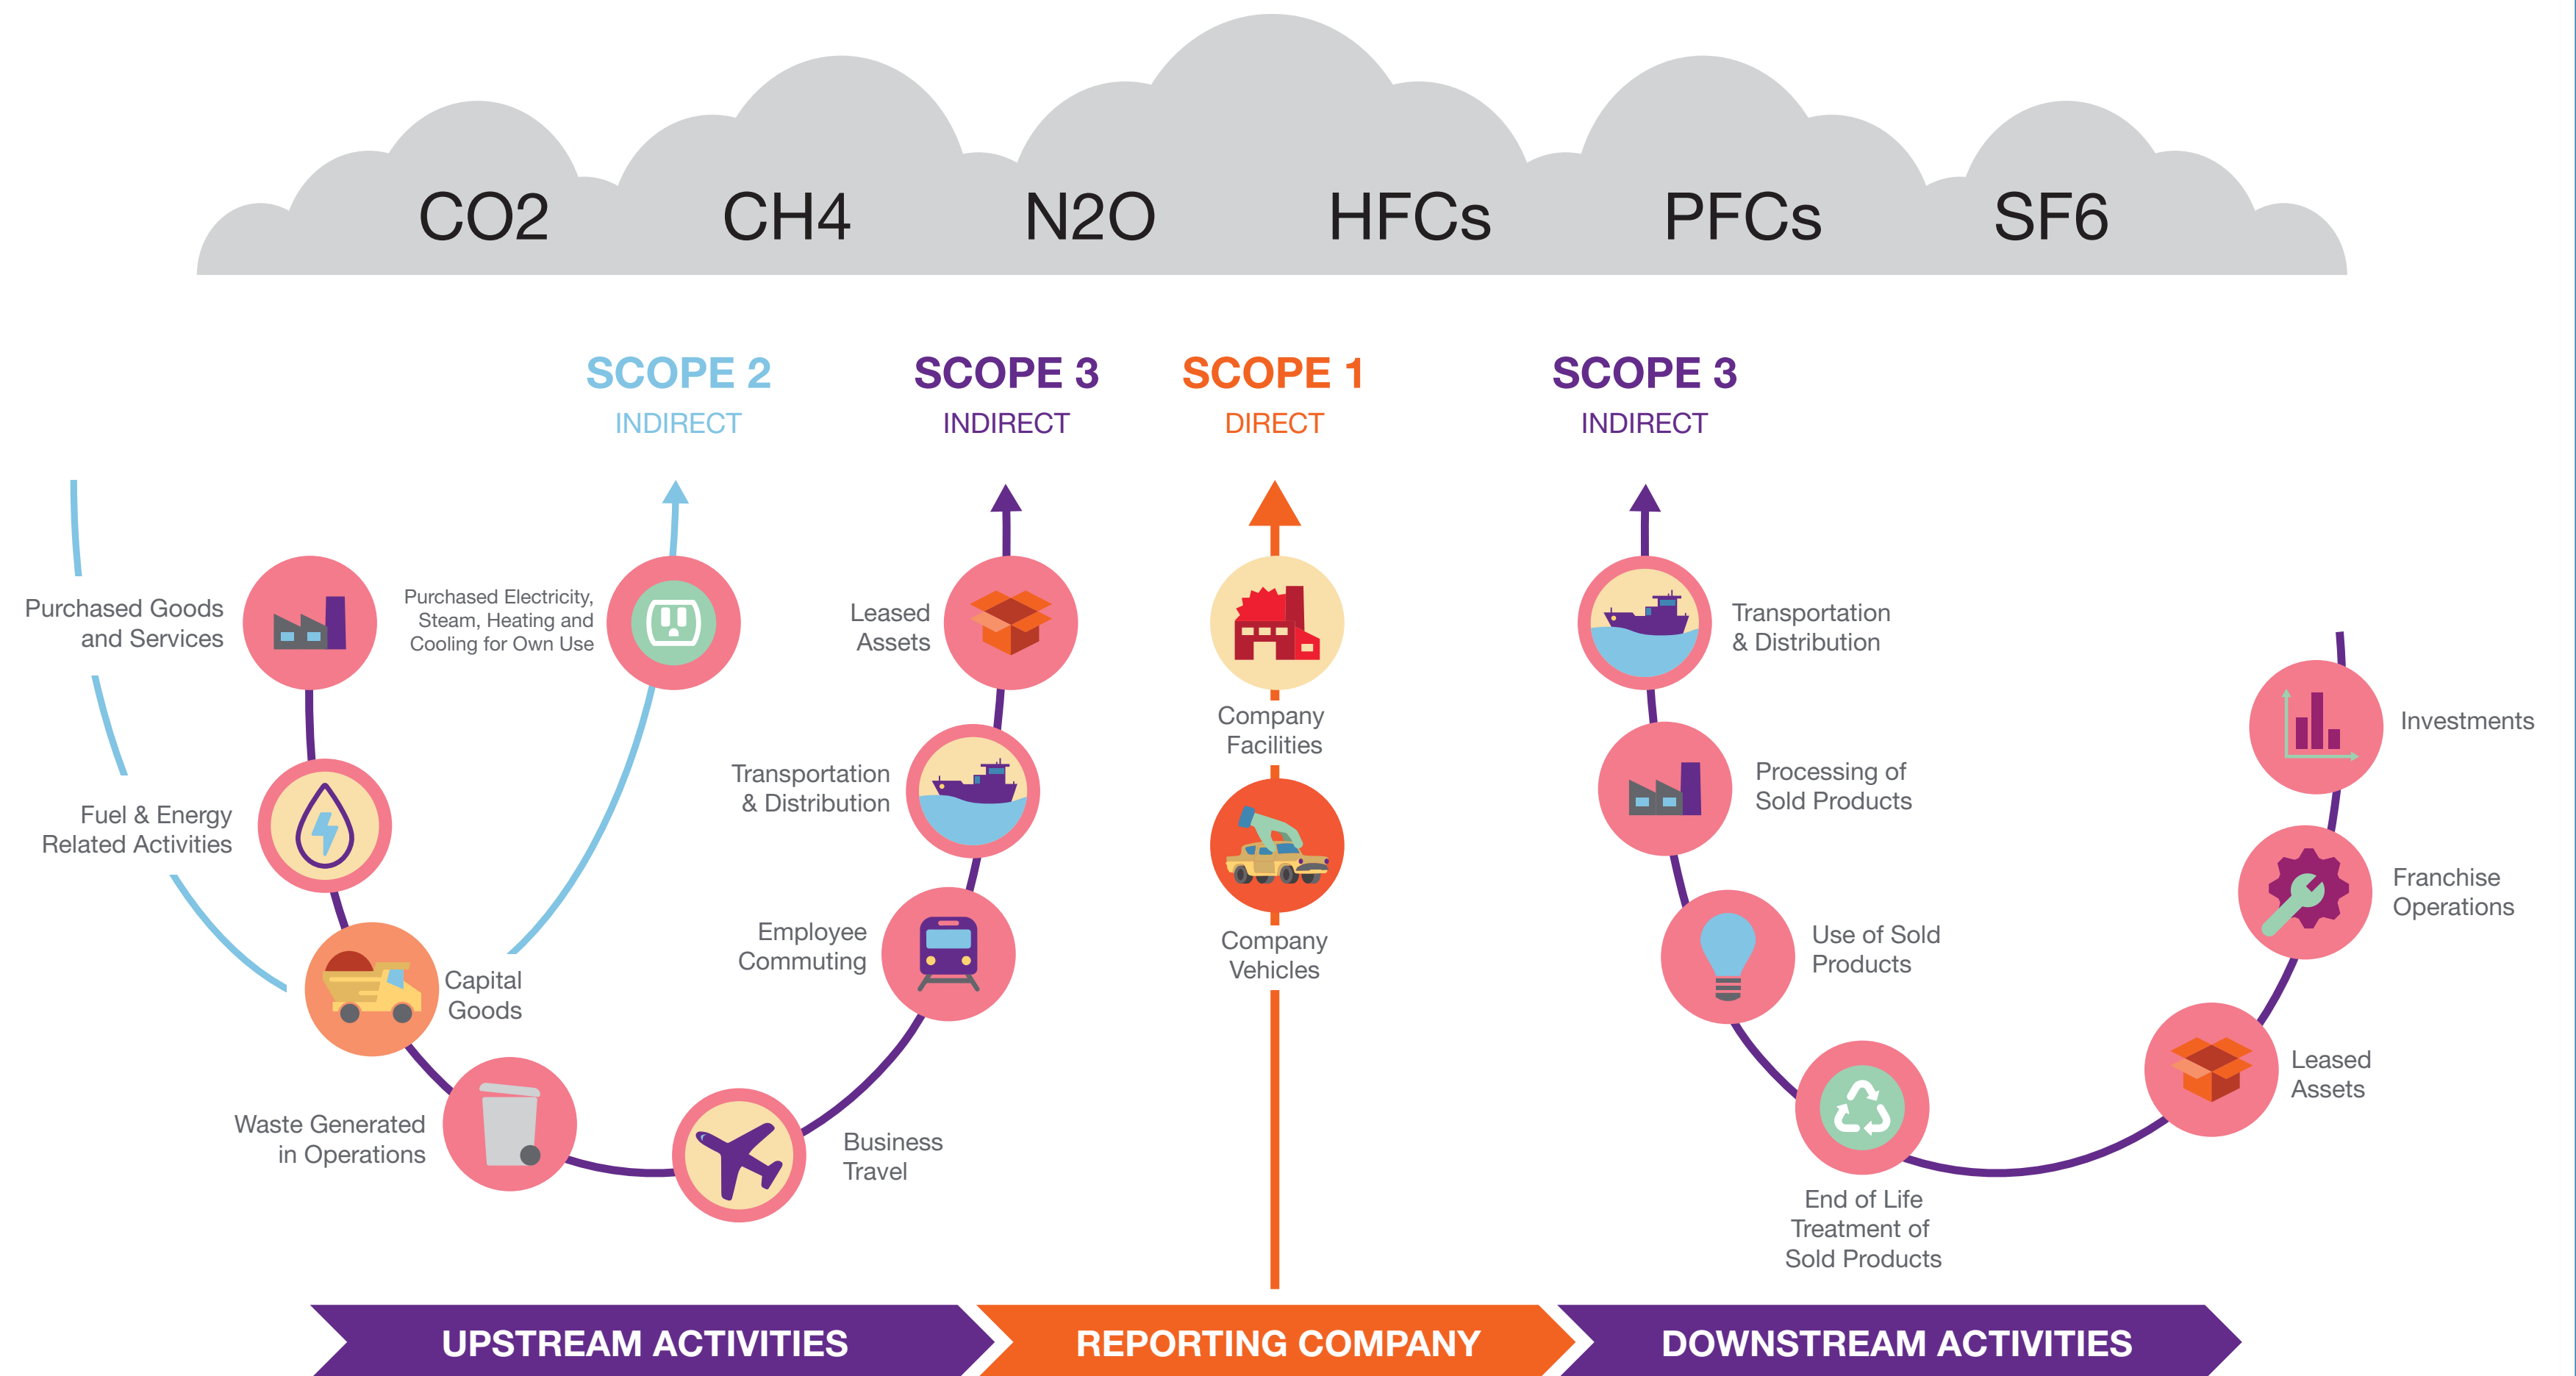 CO2
CH4
N2O
HFCs
PFCs
SF6
SCOPE 2
INDIRECT
SCOPE 3
INDIRECT
SCOPE 1
DIRECT
SCOPE 3
INDIRECT
Purchased Goods
and Services
Fuel & Energy
Related Activities
Capital
Goods
Waste Generated
in Operations
Business
Travel
Employee
Commuting
Transportation
& Distribution
Leased
Assets
Purchased Electricity,
Steam, Heating and
Cooling for Own Use
Company
Facilities
Company
Vehicles
Transportation
& Distribution
Processing of
Sold Products
Use of Sold
Products
End of Life
Treatment of
Sold Products
Leased
Assets
Franchise
Operations
Investments
UPSTREAM ACTIVITIES
REPORTING COMPANY
DOWNSTREAM ACTIVITIES